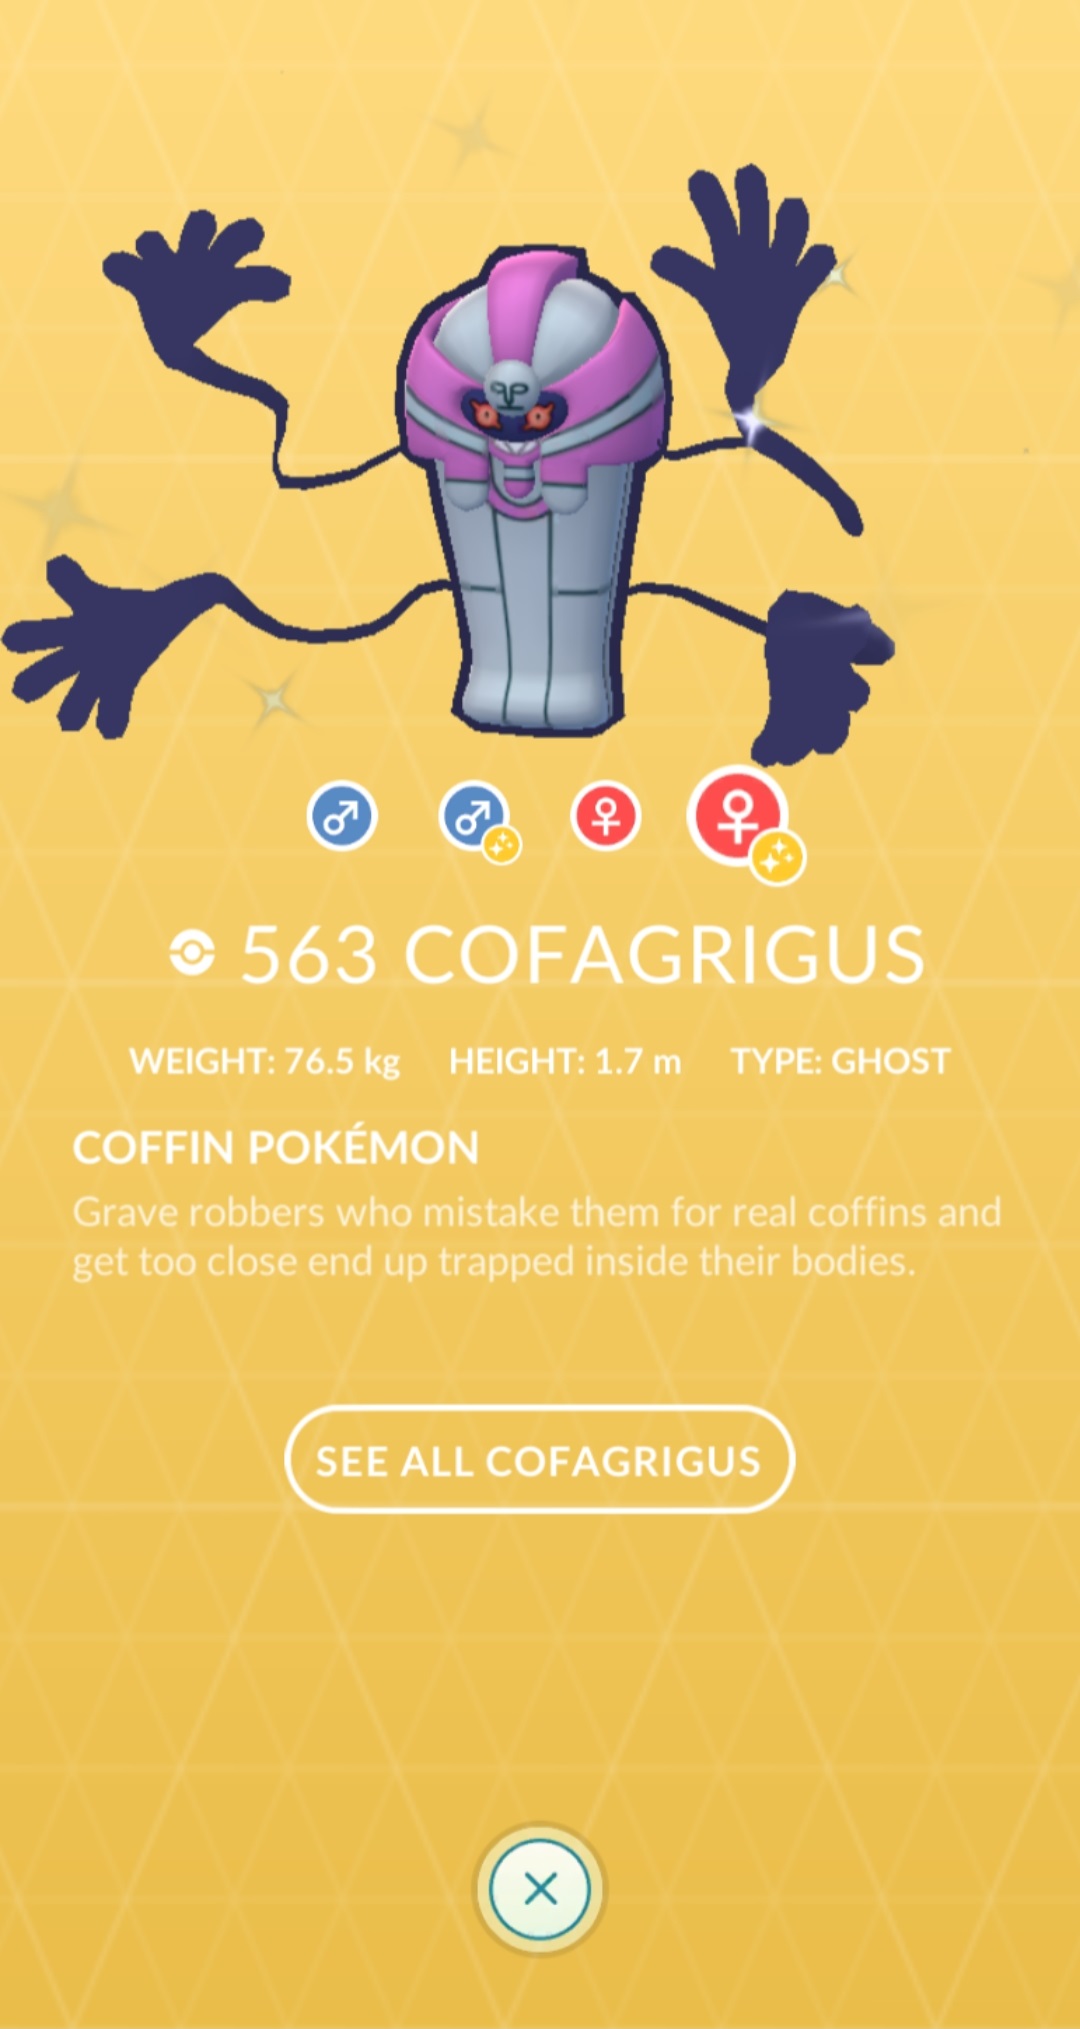 563 COFAGRIGUS
WEIGHT: 76.5 kg HEIGHT: 1.7 m TYPE: GHOST
COFFIN POKÉMON
Grave robbers who mistake them for real coffins and
get too close end up trapped inside their bodies.
SEE ALL COFAGRIGUS